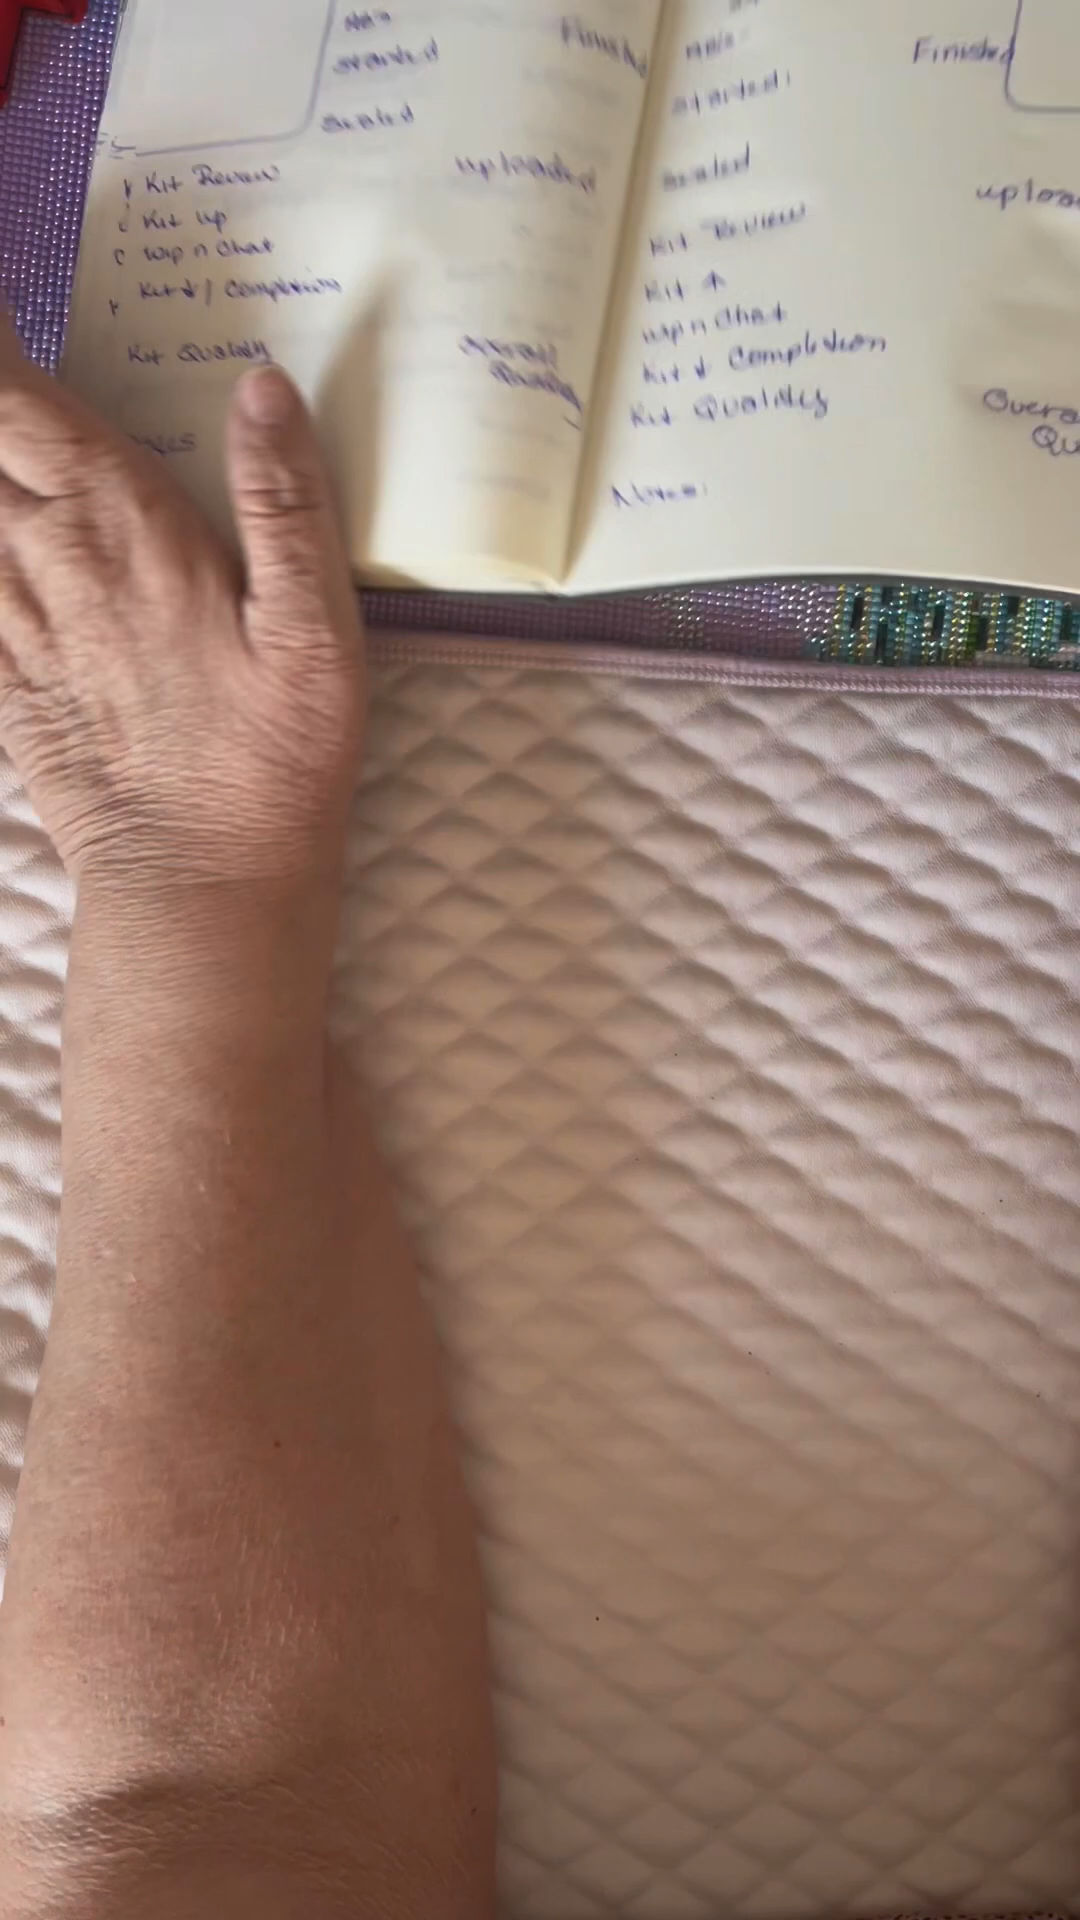 started
Finished
sealed
uploaded
Kit Review
Kit up
wip n Chat
Kit ↓ / Completion
Kit Quality
Overall
Quality
started:
Finished
sealed
Kit Review
Kit ↑
wip n Chat
Kit ↓ Completion
Kit Quality
Notes: